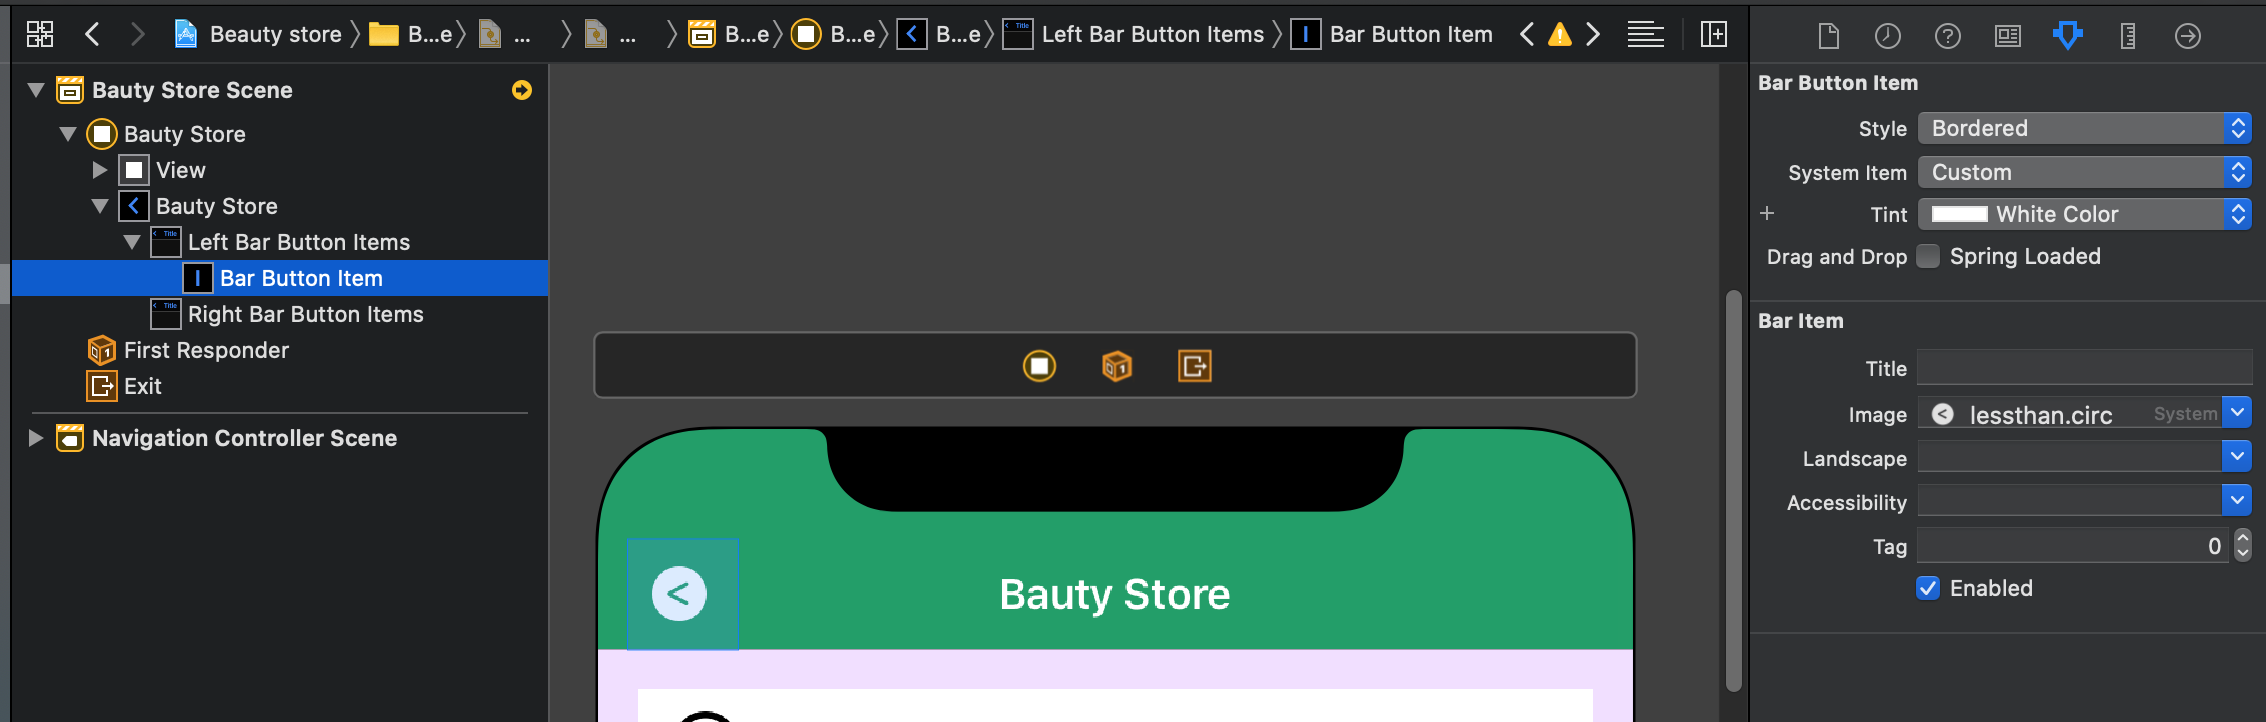 Beauty store B...e ... ... B...e B...e B...e Left Bar Button Items Bar Button Item
Bauty Store Scene
Bauty Store
View
Bauty Store
Left Bar Button Items
Bar Button Item
Right Bar Button Items
First Responder
Exit
Navigation Controller Scene
Bauty Store
Bar Button Item
Style Bordered
System Item Custom
Tint White Color
Drag and Drop Spring Loaded
Bar Item
Title
Image lessthan.circ System
Landscape
Accessibility
Tag 0
Enabled